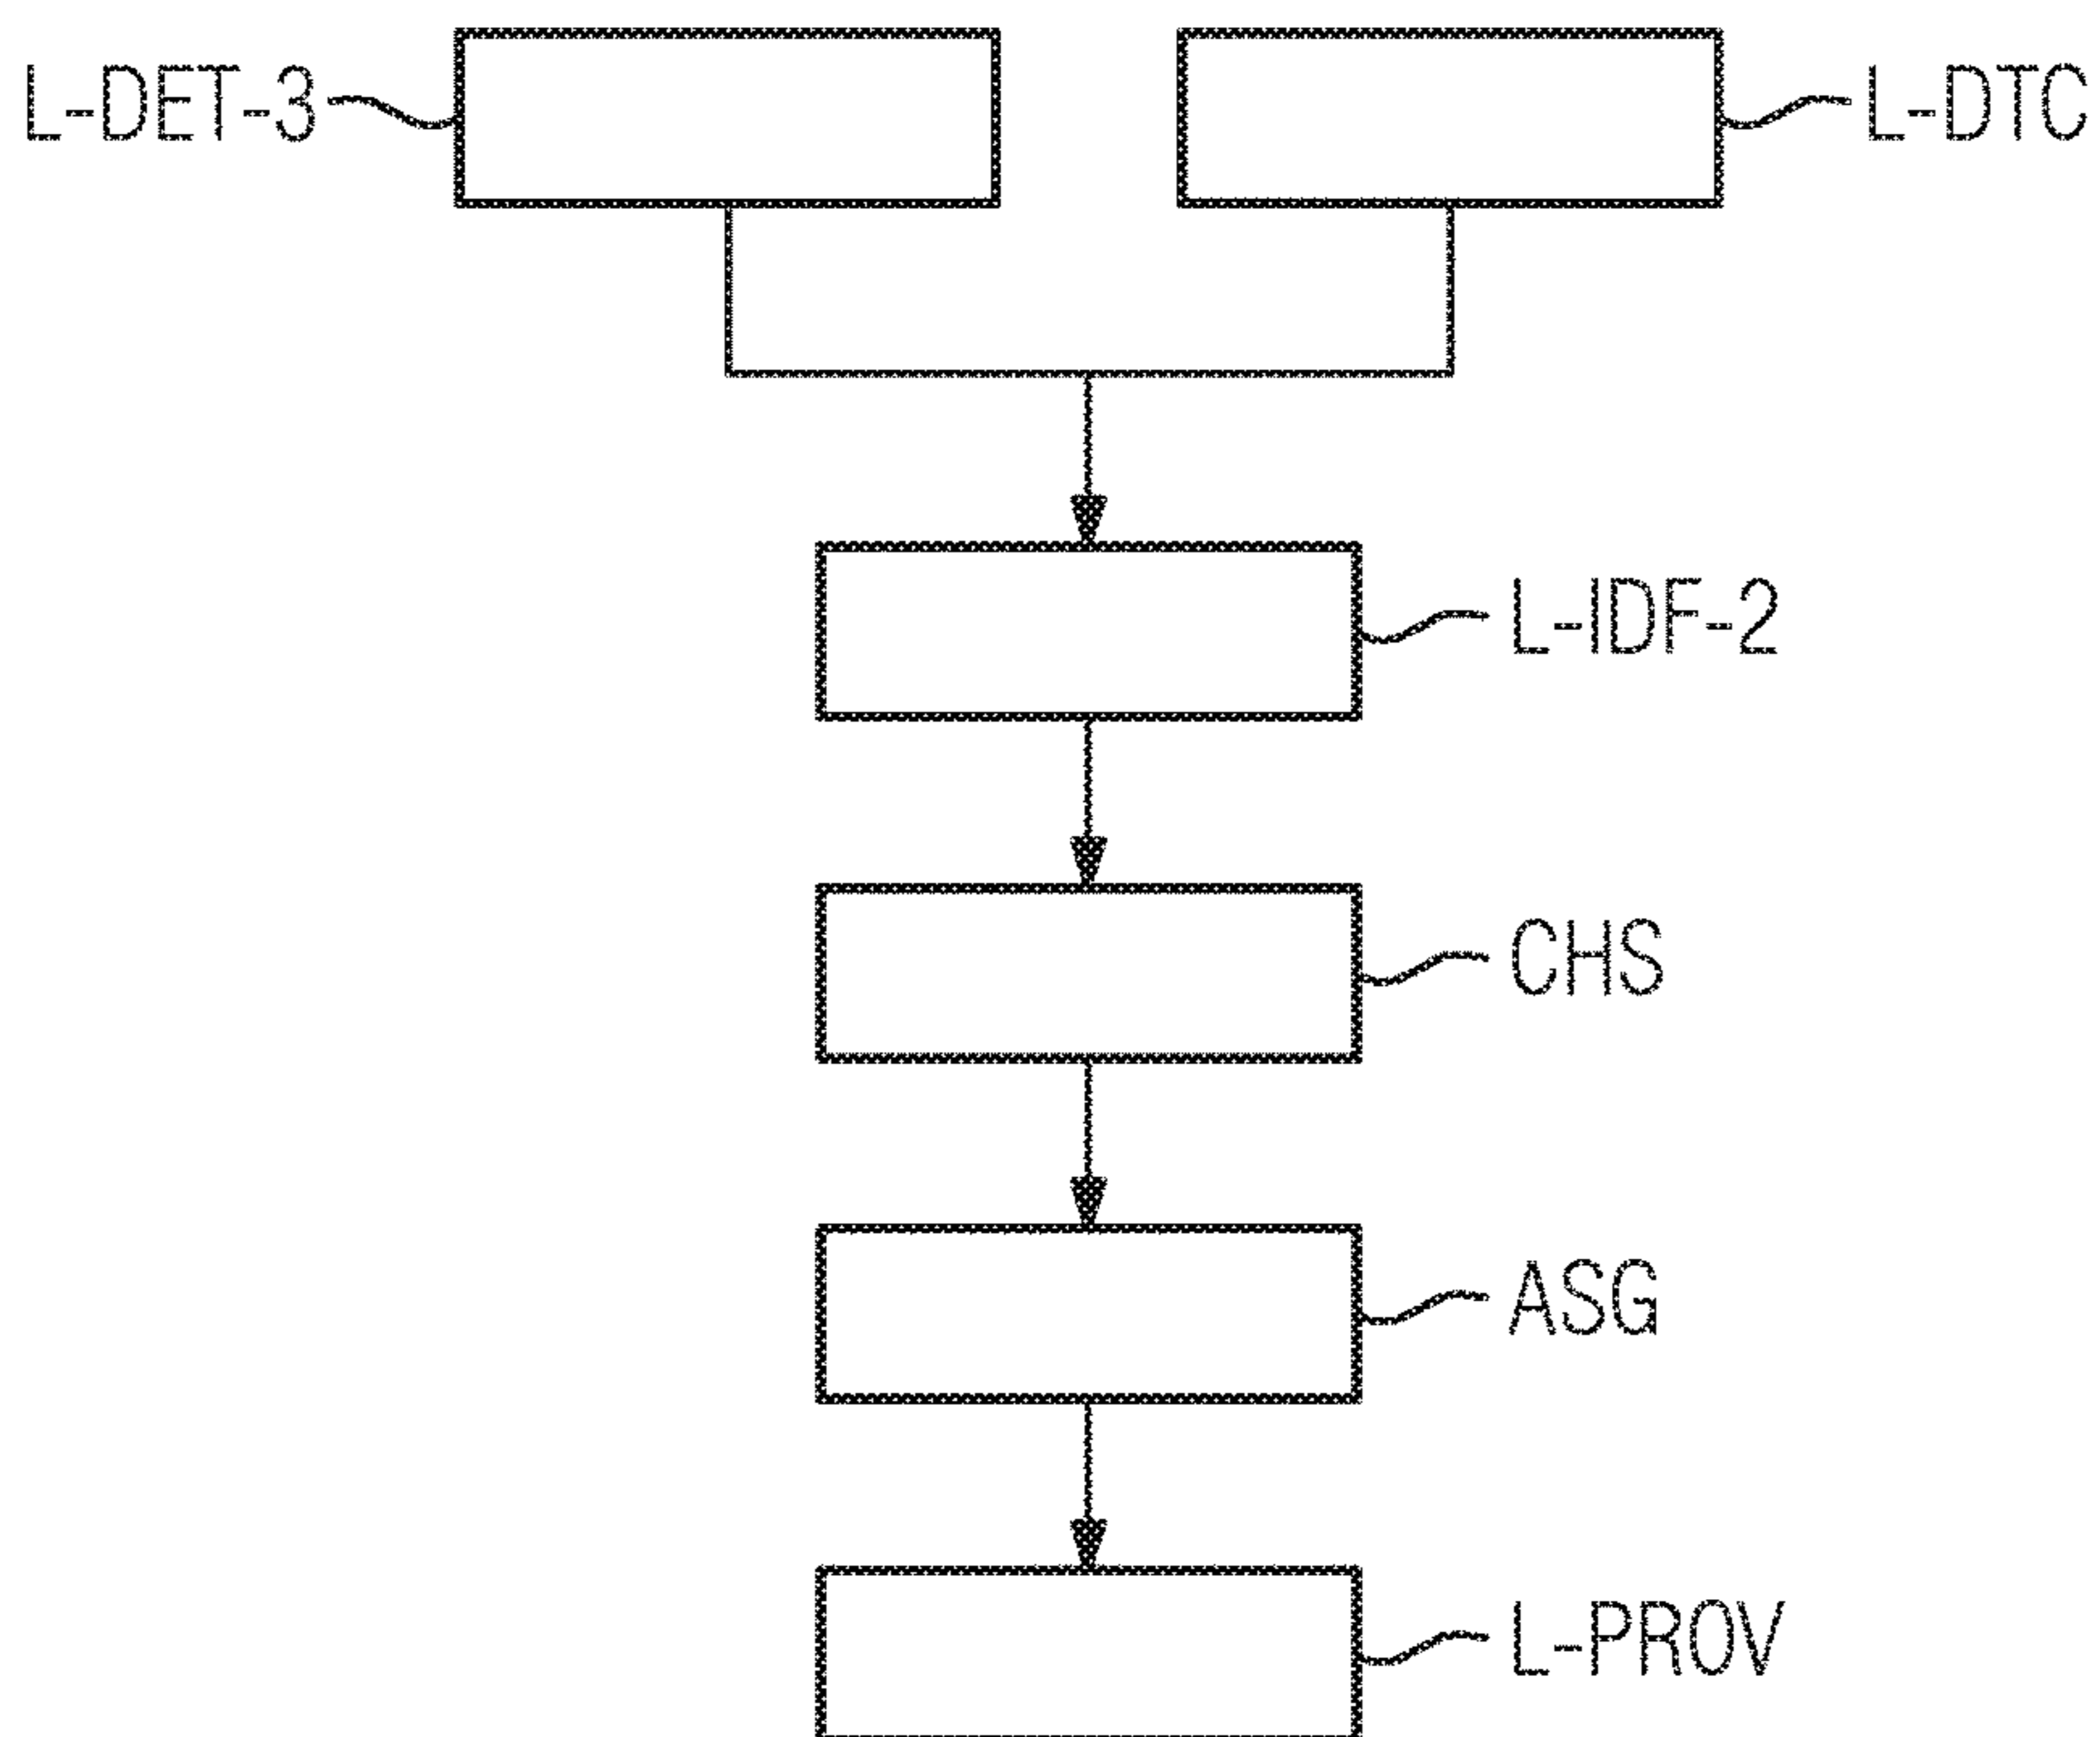 L-DET-3
L-DTC
L-IDF-2
CHS
ASG
L-PROV